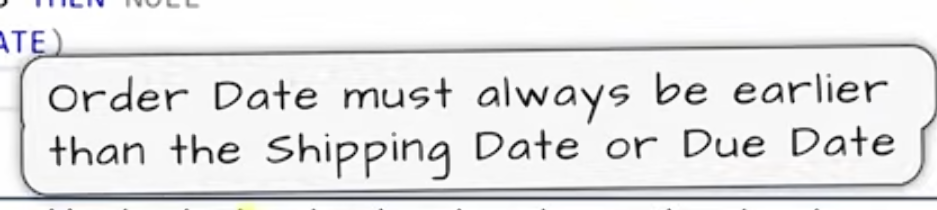 THEN NULL
ATE)
Order Date must always be earlier
than the Shipping Date or Due Date